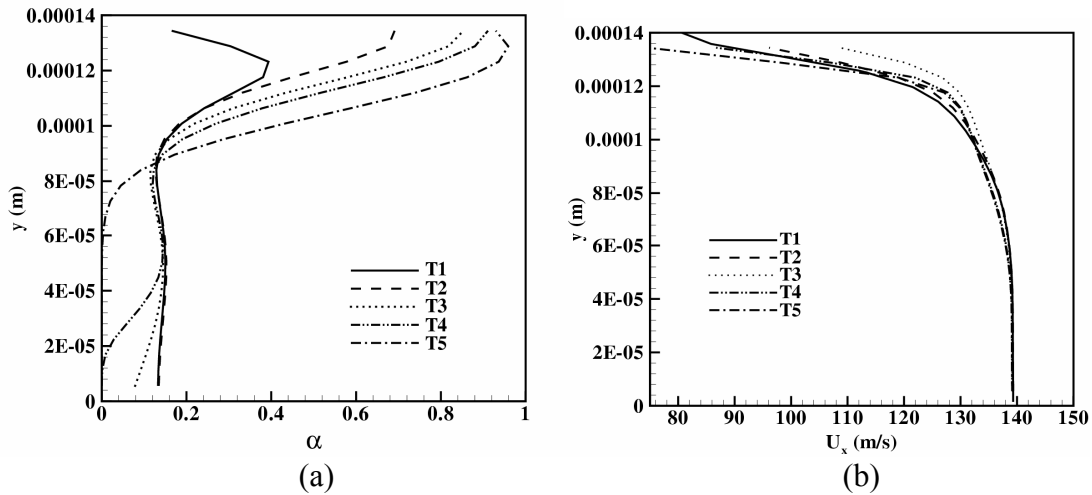 0.00014
0.00012
0.0001
8E-05
6E-05
4E-05
2E-05
0
y (m)
0 0.2 0.4 0.6 0.8 1
α
T1
T2
T3
T4
T5
(a)
0.00014
0.00012
0.0001
8E-05
6E-05
4E-05
2E-05
0
y (m)
80 90 100 110 120 130 140 150
U_x (m/s)
T1
T2
T3
T4
T5
(b)